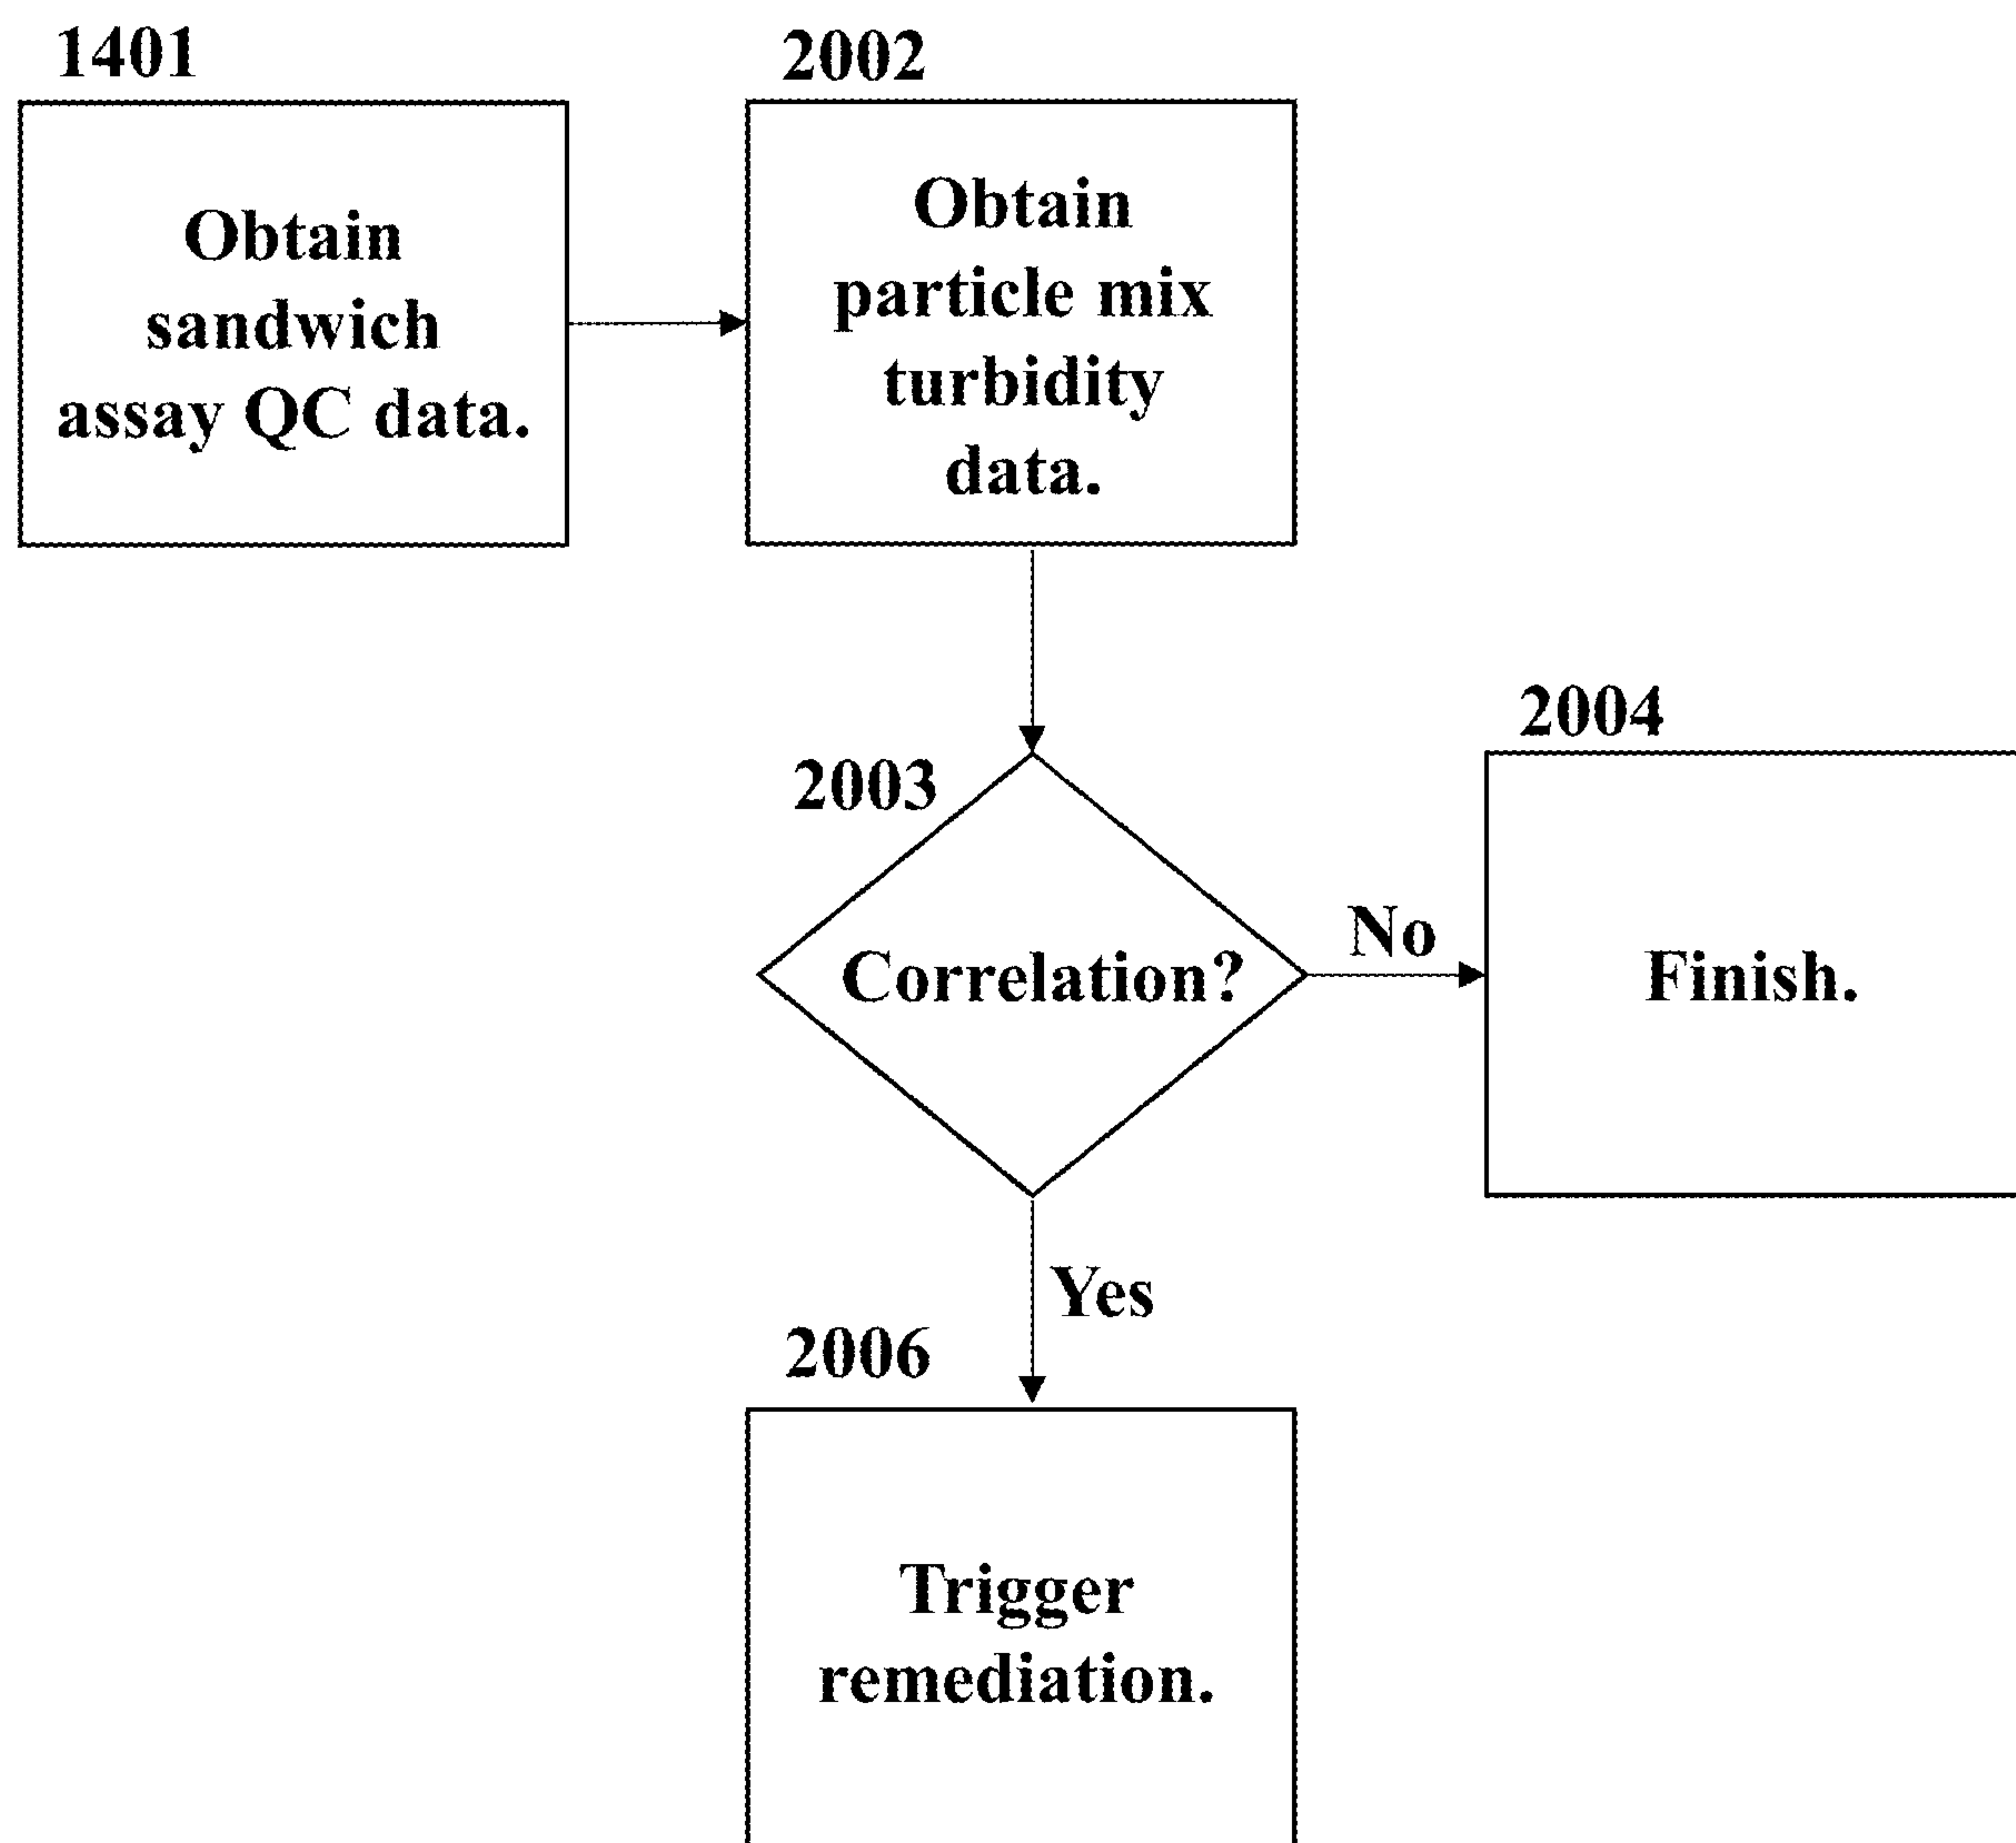 1401
Obtain
sandwich
assay QC data.
2002
Obtain
particle mix
turbidity
data.
2003
Correlation?
No
2004
Finish.
Yes
2006
Trigger
remediation.